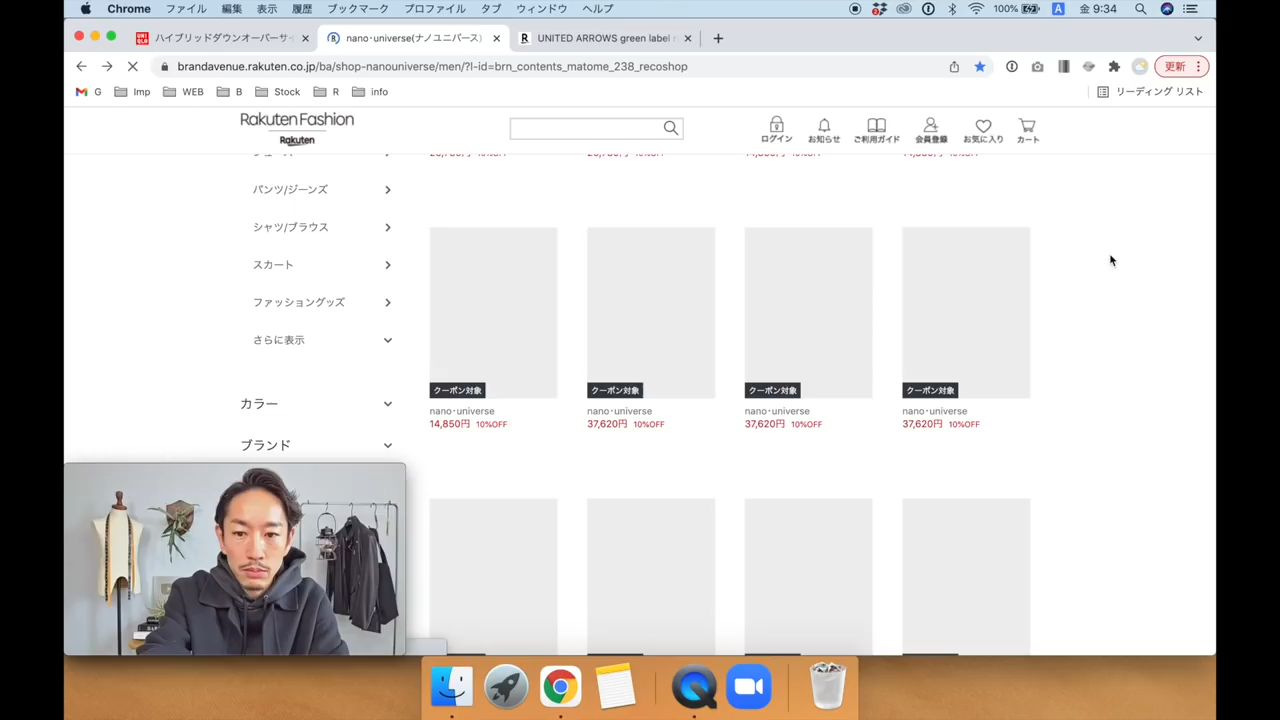 Chrome ファイル 編集 表示 履歴 ブックマーク プロファイル タブ ウィンドウ ヘルプ 100% A 金 9:34
ハイブリッドダウンオーバーサイ nano・universe(ナノユニバース) UNITED ARROWS green label r
brandavenue.rakuten.co.jp/ba/shop-nanouniverse/men/?l-id=brn_contents_matome_238_recoshop 更新
G Imp WEB B Stock R info リーディング リスト
Rakuten Fashion
Rakuten
ログイン お知らせ ご利用ガイド 会員登録 お気に入り カート
パンツ/ジーンズ
シャツ/ブラウス
スカート
ファッショングッズ
さらに表示
カラー
ブランド
クーポン対象 クーポン対象 クーポン対象 クーポン対象
nano・universe nano・universe nano・universe nano・universe
14,850円 10%OFF 37,620円 10%OFF 37,620円 10%OFF 37,620円 10%OFF